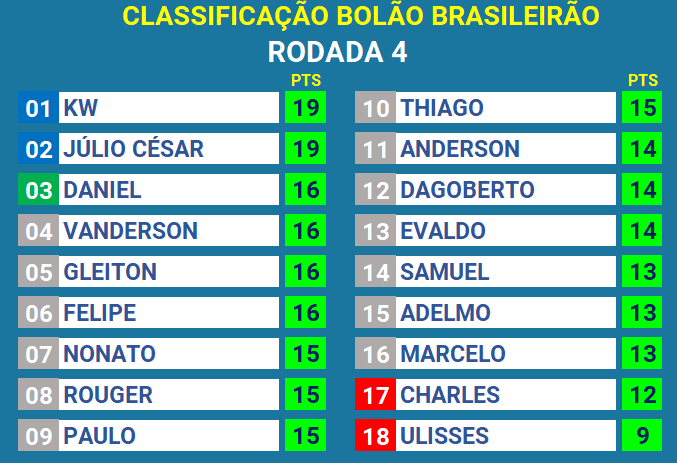 CLASSIFICAÇÃO BOLÃO BRASILEIRÃO
RODADA 4
PTS
01 KW 19
02 JÚLIO CÉSAR 19
03 DANIEL 16
04 VANDERSON 16
05 GLEITON 16
06 FELIPE 16
07 NONATO 15
08 ROUGER 15
09 PAULO 15
PTS
10 THIAGO 15
11 ANDERSON 14
12 DAGOBERTO 14
13 EVALDO 14
14 SAMUEL 13
15 ADELMO 13
16 MARCELO 13
17 CHARLES 12
18 ULISSES 9